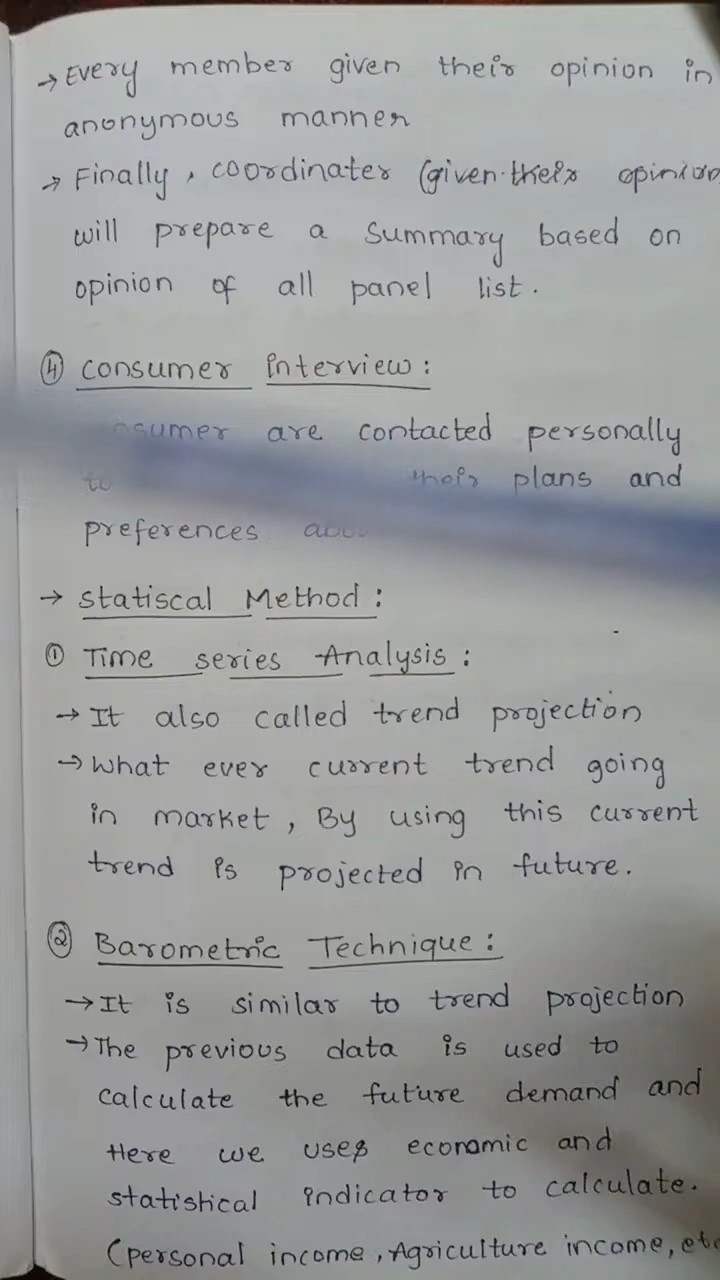 → Every member given their opinion in
anonymous manner
→ Finally, coordinater (given their opinion
will prepare a summary based on
opinion of all panel list.
④ Consumer interview:
are contacted personally
to their plans and
preferences
→ Statiscal Method:
① Time series Analysis:
→ It also called trend projection
→ What ever current trend going
in market, By using this current
trend is projected in future.
② Barometric Technique:
→ It is similar to trend projection
→ The previous data is used to
calculate the future demand and
Here we uses economic and
statishical indicator to calculate.
(personal income, Agriculture income, etc